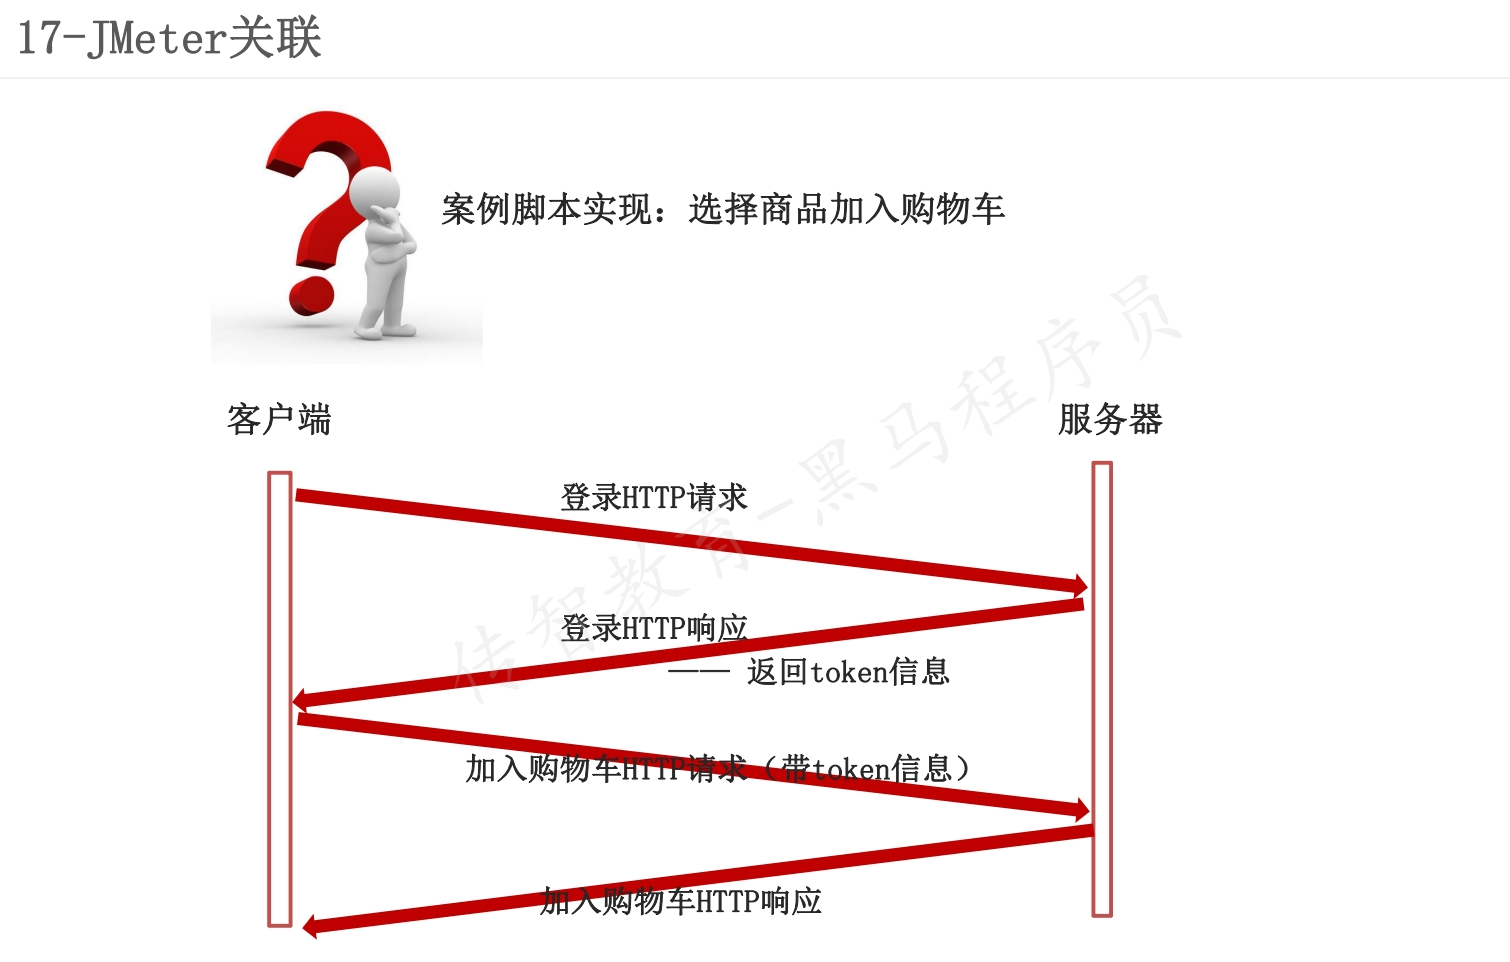 17-JMeter关联
案例脚本实现：选择商品加入购物车
客户端
服务器
登录HTTP请求
登录HTTP响应
—— 返回token信息
加入购物车HTTP请求（带token信息）
加入购物车HTTP响应
传智教育-黑马程序员